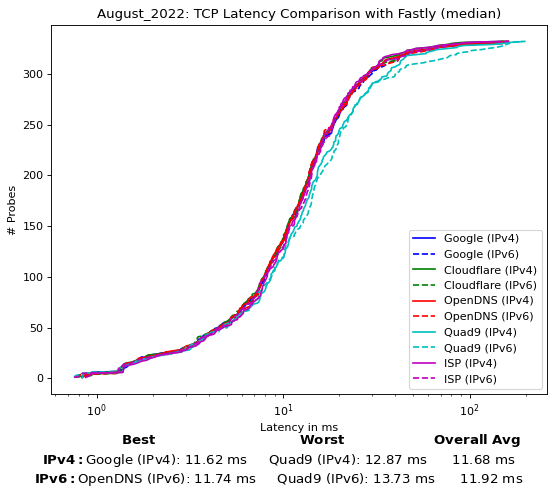 August_2022: TCP Latency Comparison with Fastly (median)
# Probes
300
250
200
150
100
50
0
Google (IPv4)
Google (IPv6)
Cloudflare (IPv4)
Cloudflare (IPv6)
OpenDNS (IPv4)
OpenDNS (IPv6)
Quad9 (IPv4)
Quad9 (IPv6)
ISP (IPv4)
ISP (IPv6)
10⁰ 10¹ 10²
Latency in ms
Best Worst Overall Avg
IPv4: Google (IPv4): 11.62 ms Quad9 (IPv4): 12.87 ms 11.68 ms
IPv6: OpenDNS (IPv6): 11.74 ms Quad9 (IPv6): 13.73 ms 11.92 ms